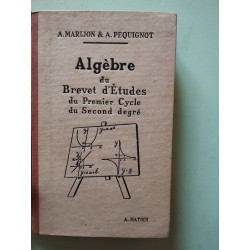 A. MARIJON & A. PEQUIGNOT
Algèbre
du
Brevet d'Études
du Premier Cycle
du Second degré
A. HATIER